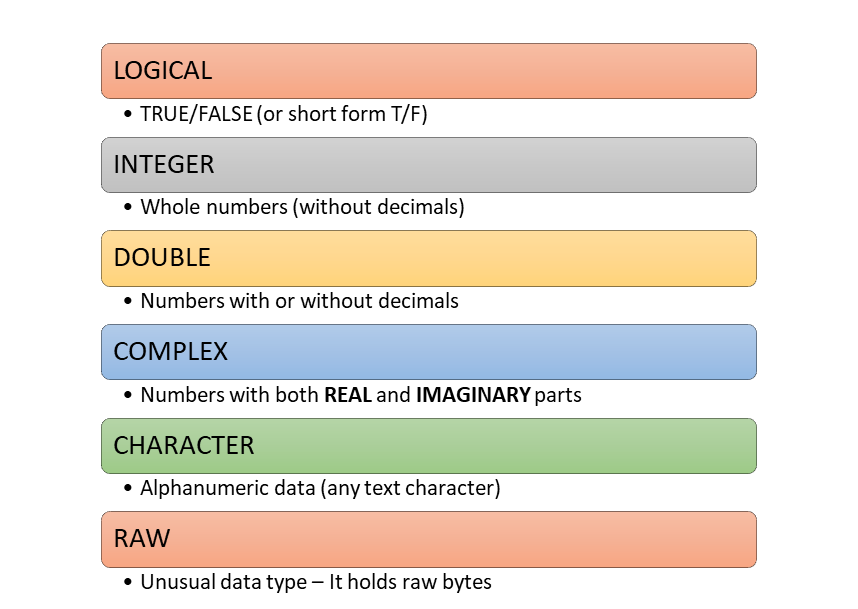 LOGICAL
• TRUE/FALSE (or short form T/F)
INTEGER
• Whole numbers (without decimals)
DOUBLE
• Numbers with or without decimals
COMPLEX
• Numbers with both REAL and IMAGINARY parts
CHARACTER
• Alphanumeric data (any text character)
RAW
• Unusual data type – It holds raw bytes